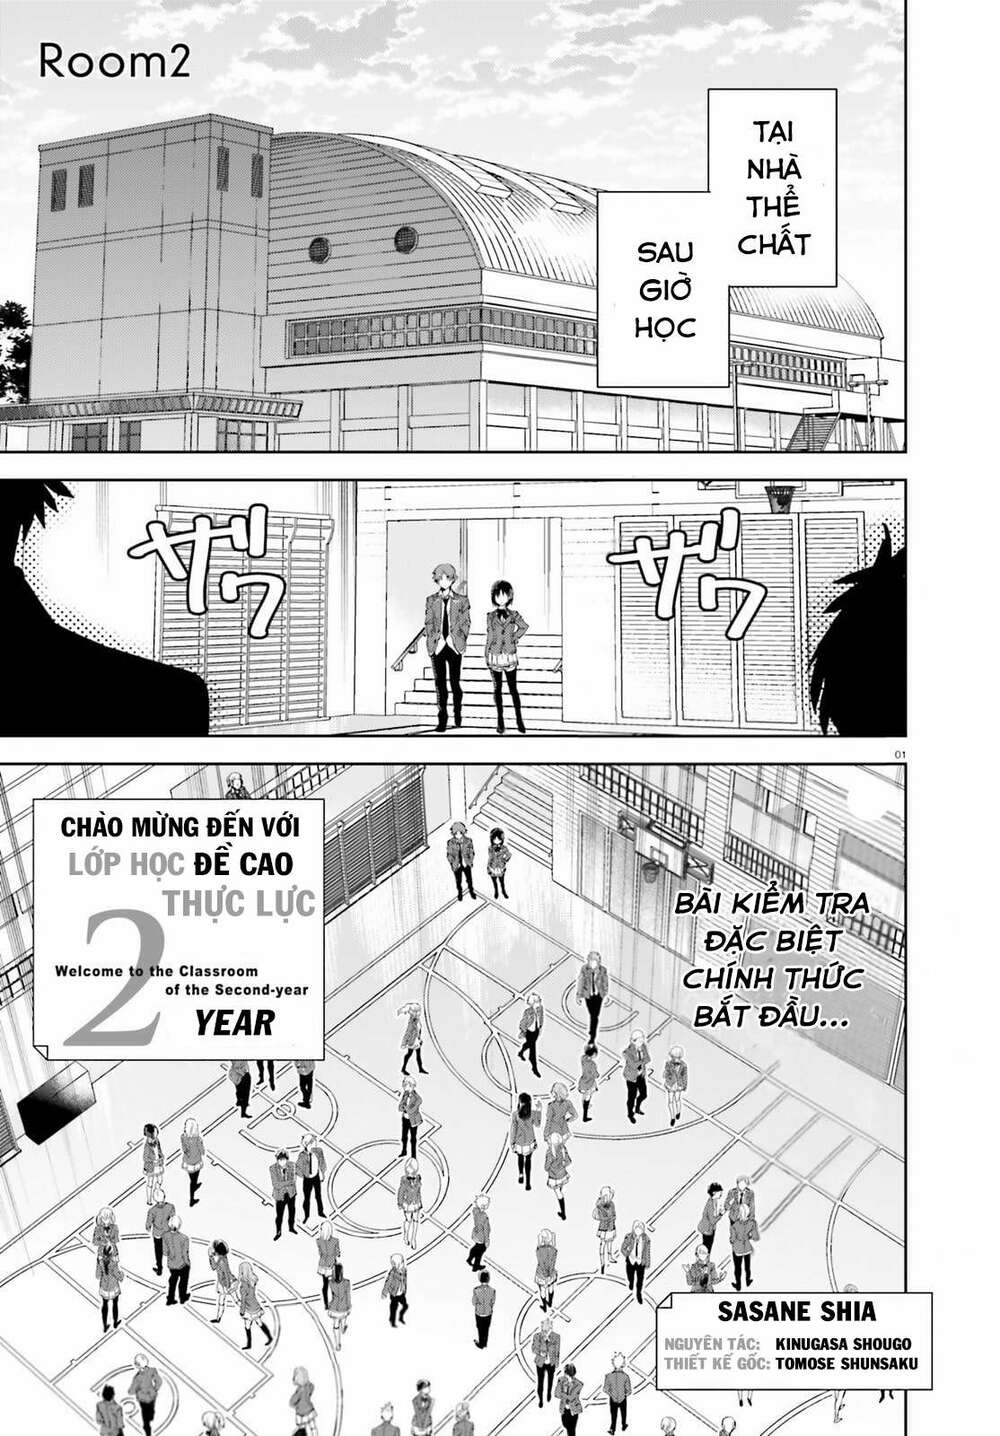 Room2
TẠI
NHÀ
THỂ
CHẤT
SAU
GIỜ
HỌC
ザワ
ザワ
01
CHÀO MỪNG ĐẾN VỚI
LỚP HỌC ĐỀ CAO
THỰC LỰC
2
Welcome to the Classroom
of the Second-year
YEAR
BÀI KIỂM TRA
ĐẶC BIỆT
CHÍNH THỨC
BẮT ĐẦU...
SASANE SHIA
NGUYÊN TÁC: KINUGASA SHOUGO
THIẾT KẾ GỐC: TOMOSE SHUNSAKU